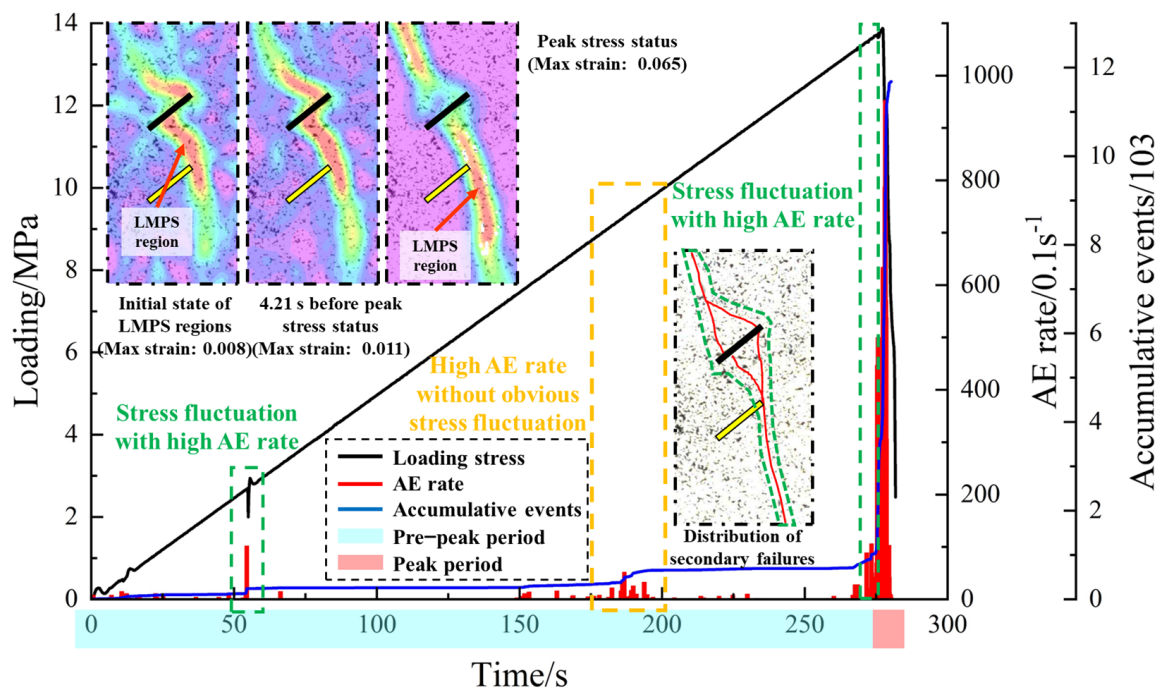 14
12
10
8
6
4
2
0
Loading/MPa
Peak stress status
(Max strain: 0.065)
LMPS
region
LMPS
region
Initial state of
LMPS regions
(Max strain: 0.008)
4.21 s before peak
stress status
(Max strain: 0.011)
Stress fluctuation
with high AE rate
High AE rate
without obvious
stress fluctuation
Stress fluctuation
with high AE rate
Loading stress
AE rate
Accumulative events
Pre-peak period
Peak period
Distribution of
secondary failures
1000
800
600
400
200
0
AE rate/0.1s⁻¹
12
10
8
6
4
2
0
Accumulative events/103
0
50
100
150
200
250
300
Time/s